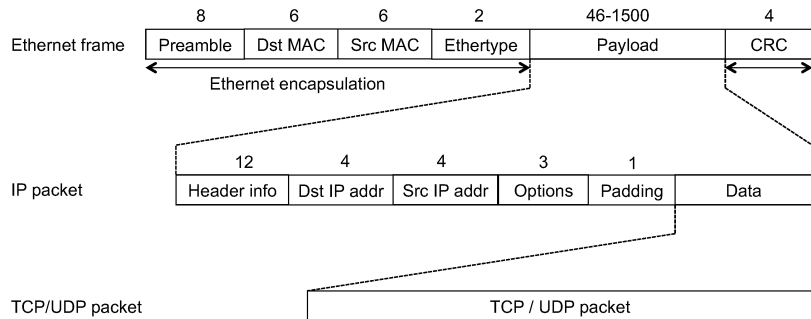 8 6 6 2 46-1500 4
Ethernet frame Preamble Dst MAC Src MAC Ethertype Payload CRC
Ethernet encapsulation
12 4 4 3 1
IP packet Header info Dst IP addr Src IP addr Options Padding Data
TCP/UDP packet TCP / UDP packet